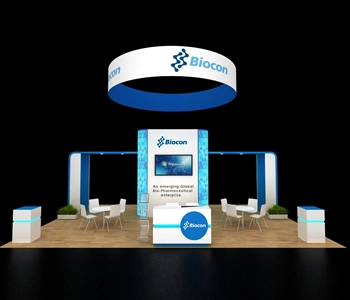 Biocon
Biocon
An emerging Global
Bio-Pharmaceutical
enterprise.
Biocon